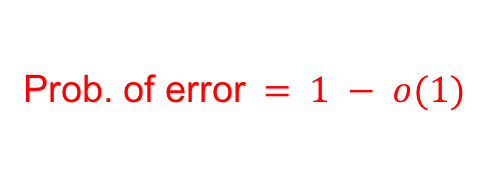 Prob. of error = 1 − o(1)